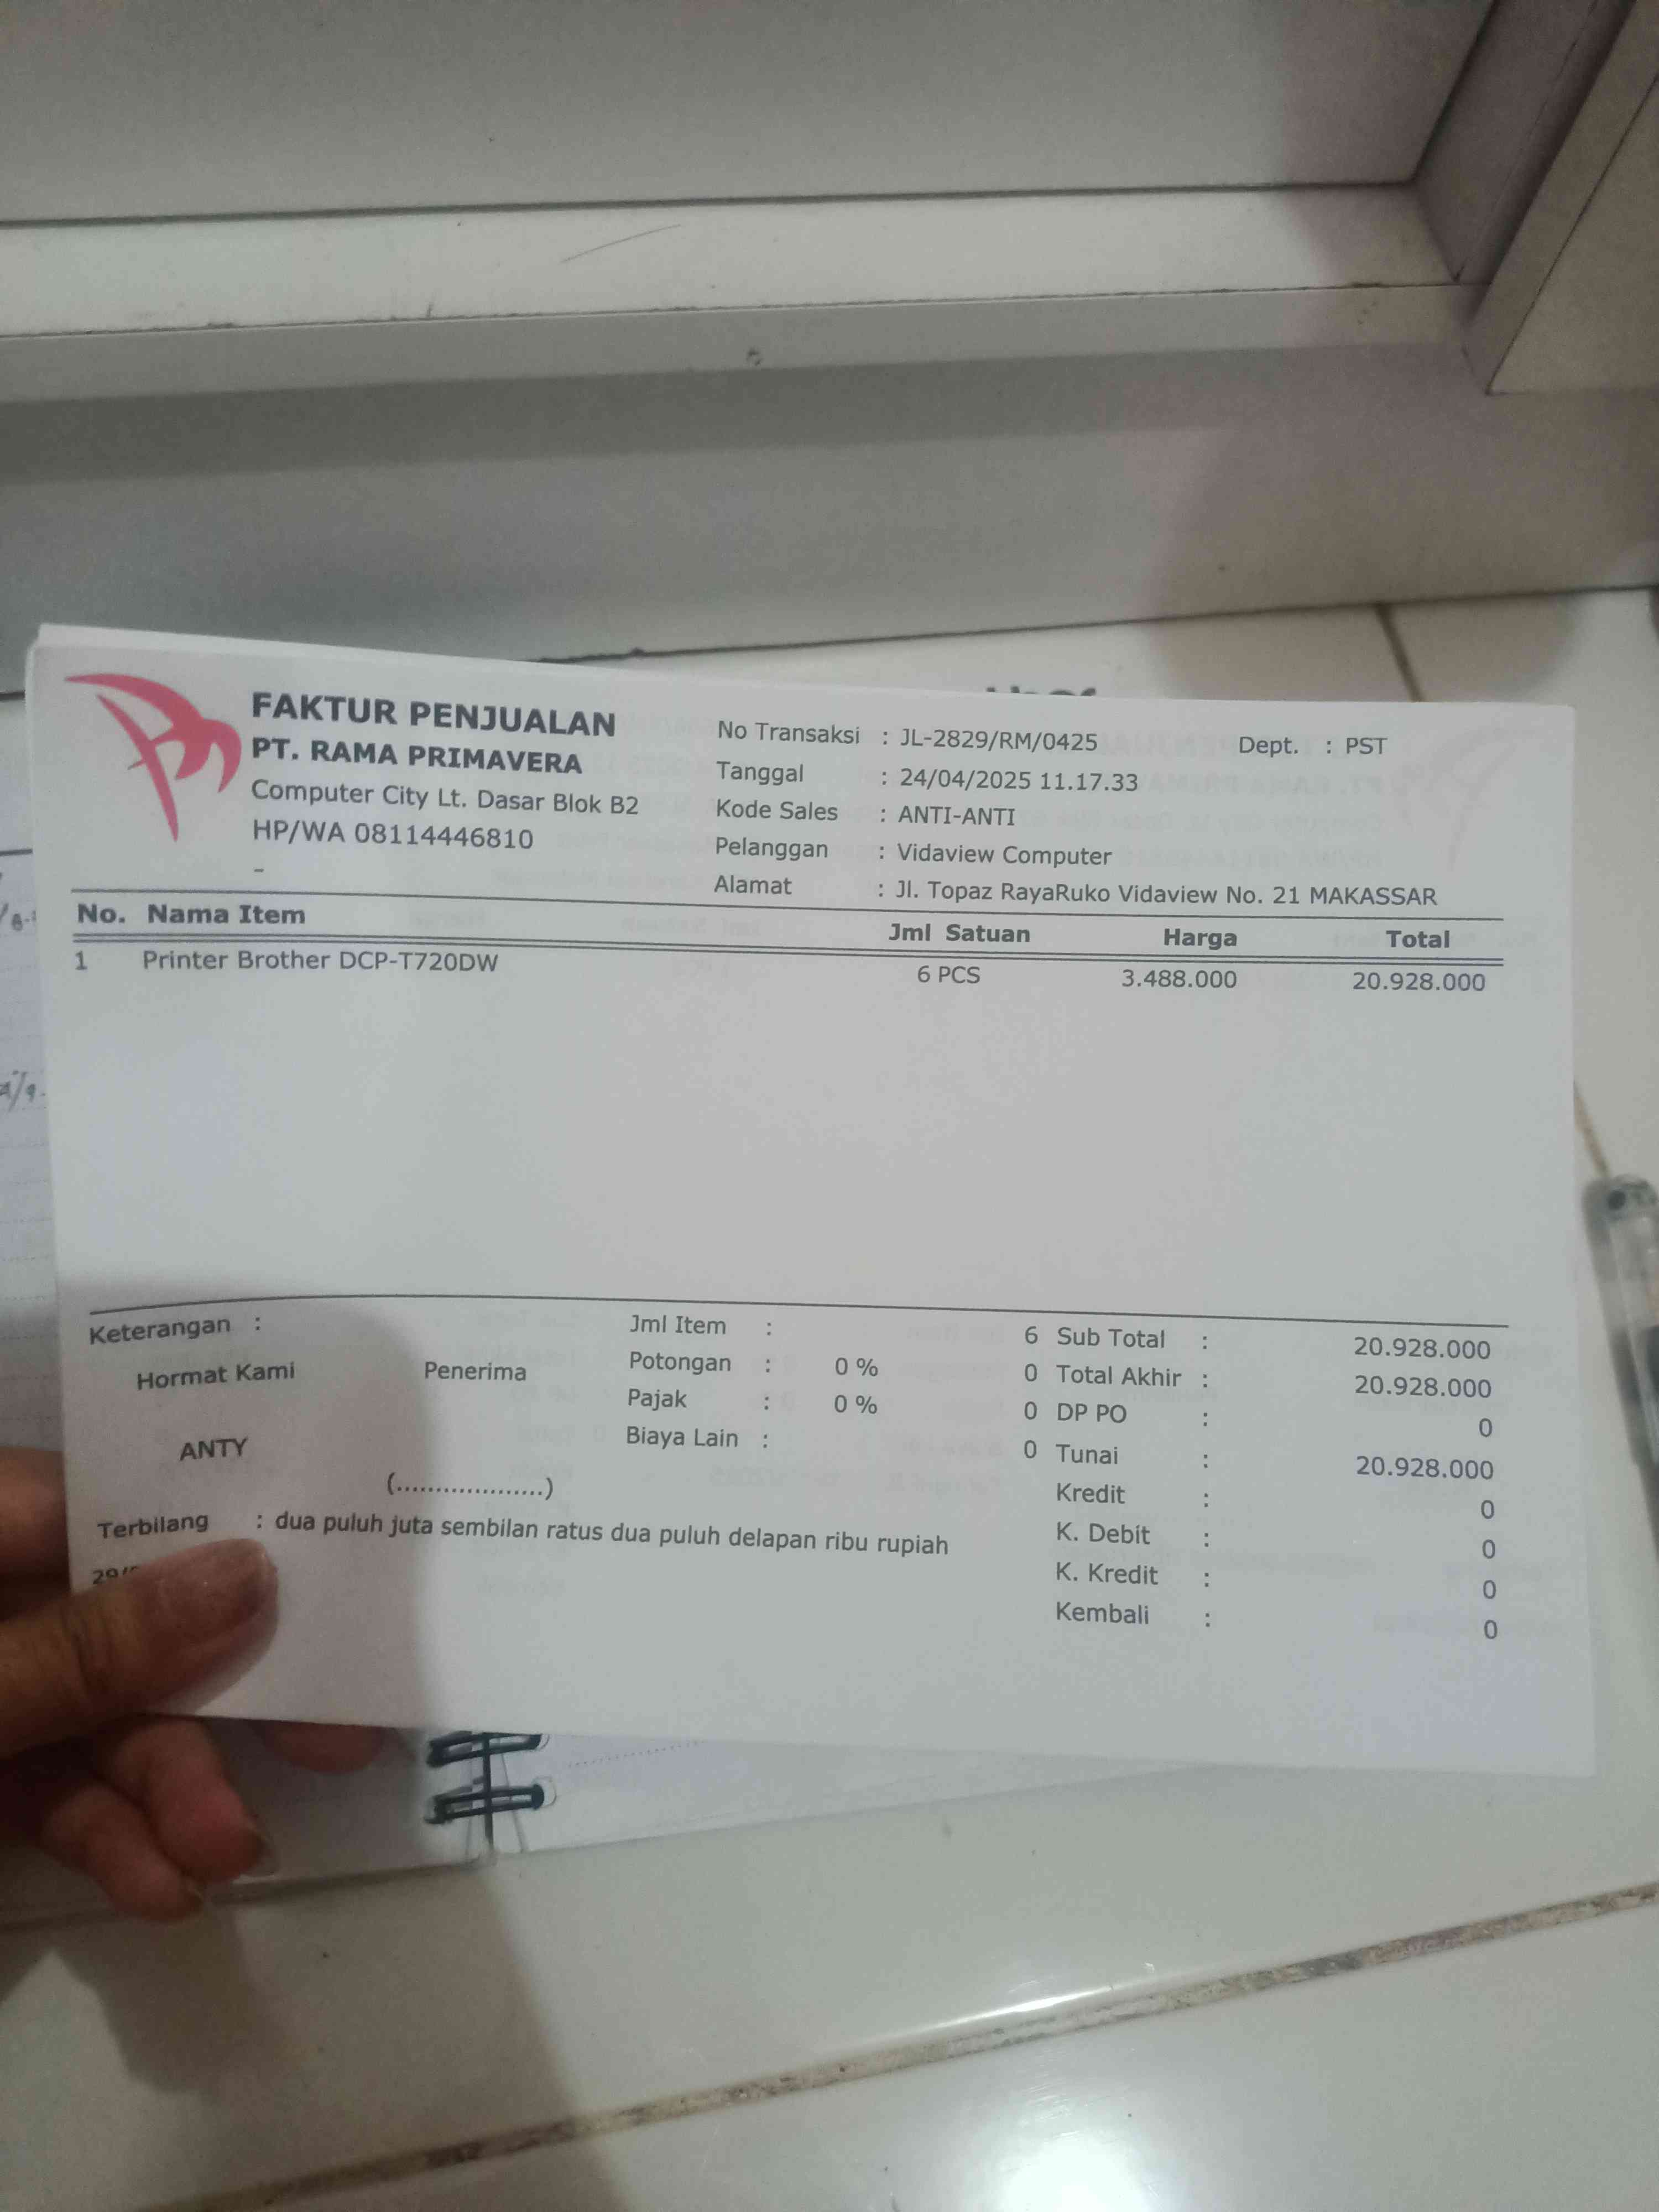 FAKTUR PENJUALAN
PT. RAMA PRIMAVERA
Computer City Lt. Dasar Blok B2
HP/WA 08114446810
-
No Transaksi : JL-2829/RM/0425 Dept. : PST
Tanggal : 24/04/2025 11.17.33
Kode Sales : ANTI-ANTI
Pelanggan : Vidaview Computer
Alamat : Jl. Topaz RayaRuko Vidaview No. 21 MAKASSAR
No. Nama Item Jml Satuan Harga Total
1 Printer Brother DCP-T720DW 6 PCS 3.488.000 20.928.000
Keterangan :
Hormat Kami Penerima
ANTY
(....................)
Jml Item : 6
Potongan : 0 % 0
Pajak : 0 % 0
Biaya Lain : 0
Sub Total : 20.928.000
Total Akhir : 20.928.000
DP PO : 0
Tunai : 20.928.000
Kredit : 0
K. Debit : 0
K. Kredit : 0
Kembali : 0
Terbilang : dua puluh juta sembilan ratus dua puluh delapan ribu rupiah